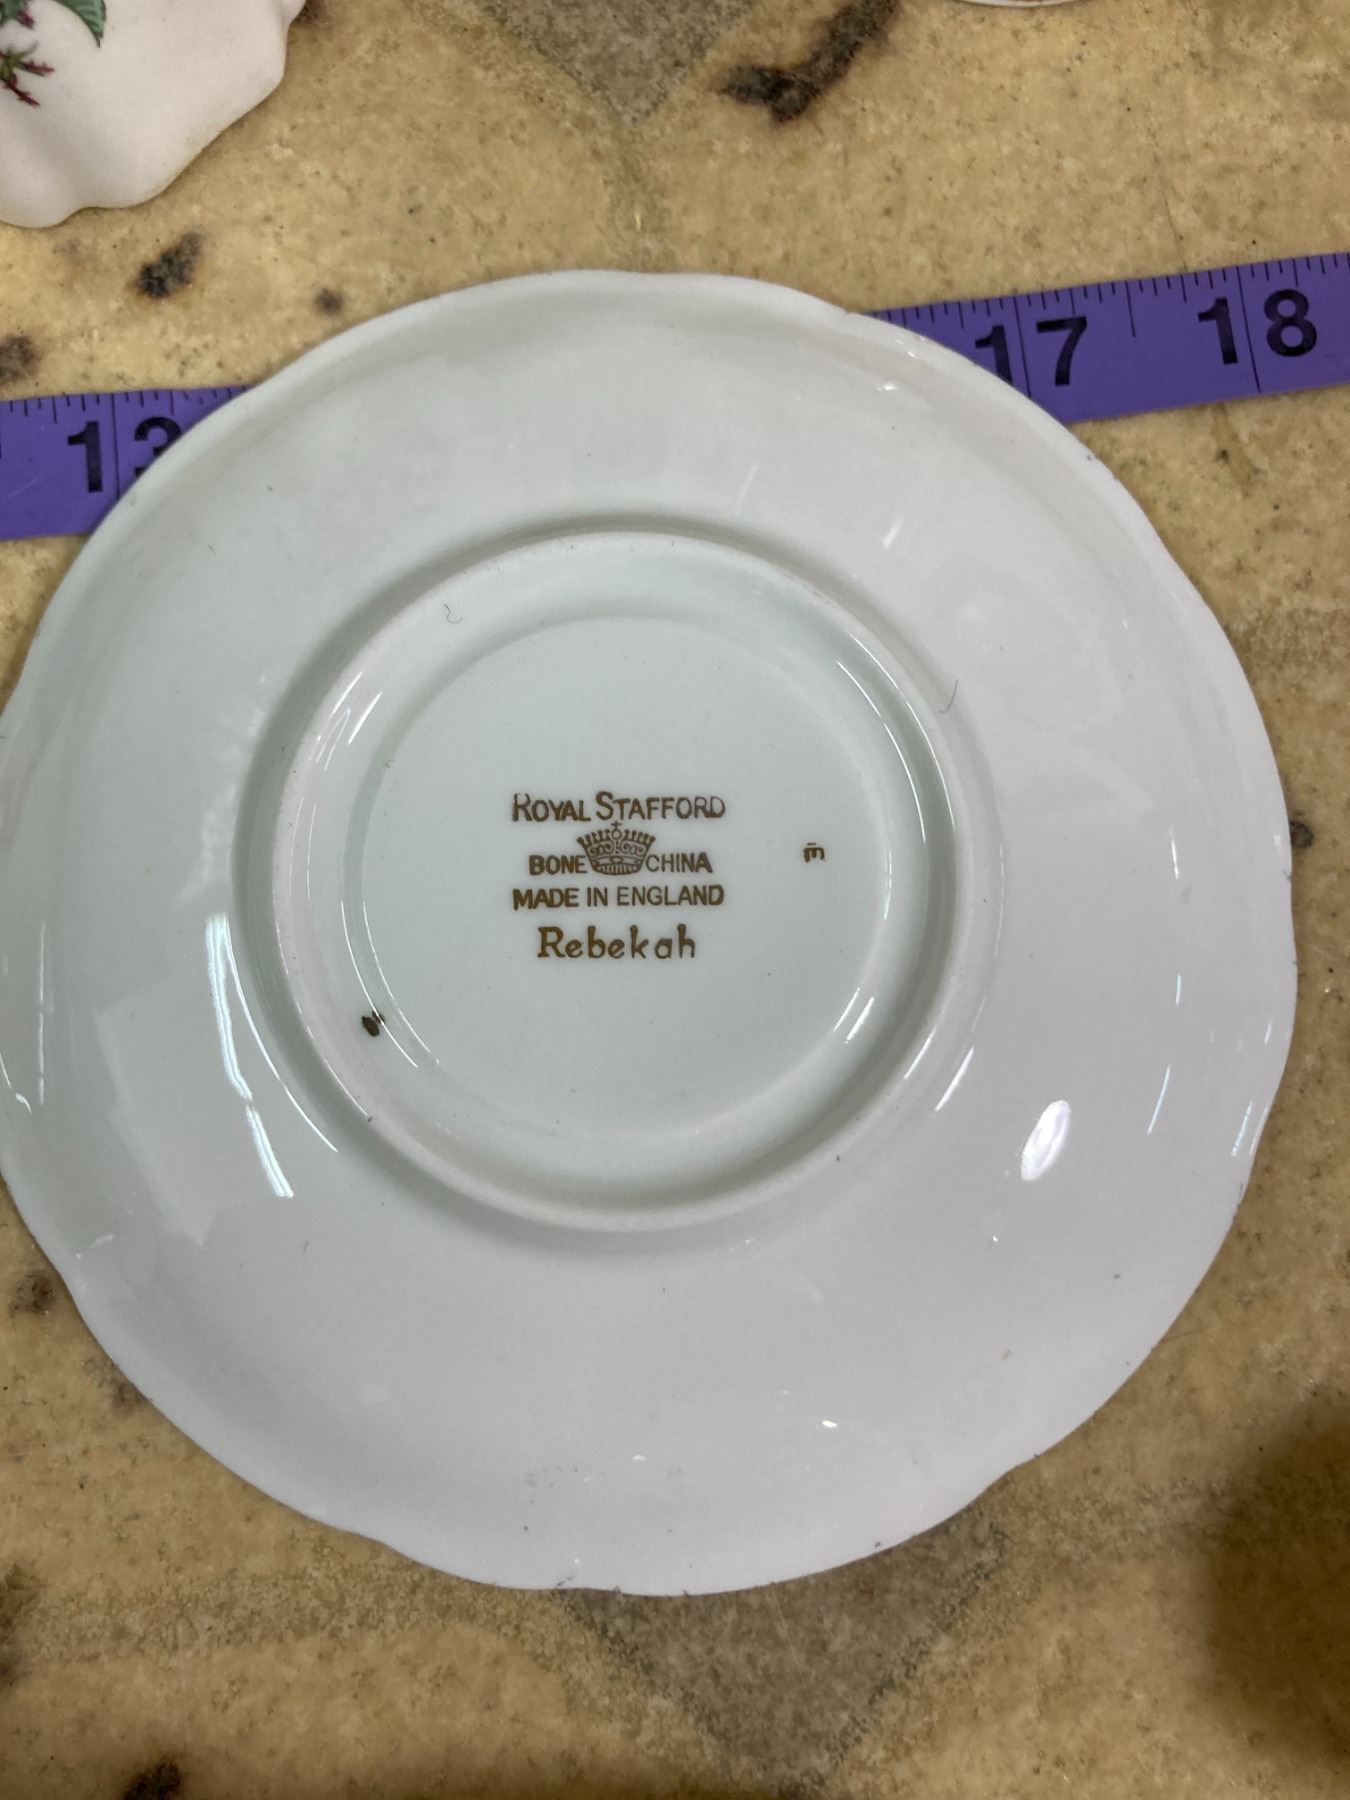 17 18
13
ROYAL STAFFORD
BONE CHINA
MADE IN ENGLAND
Rebekah